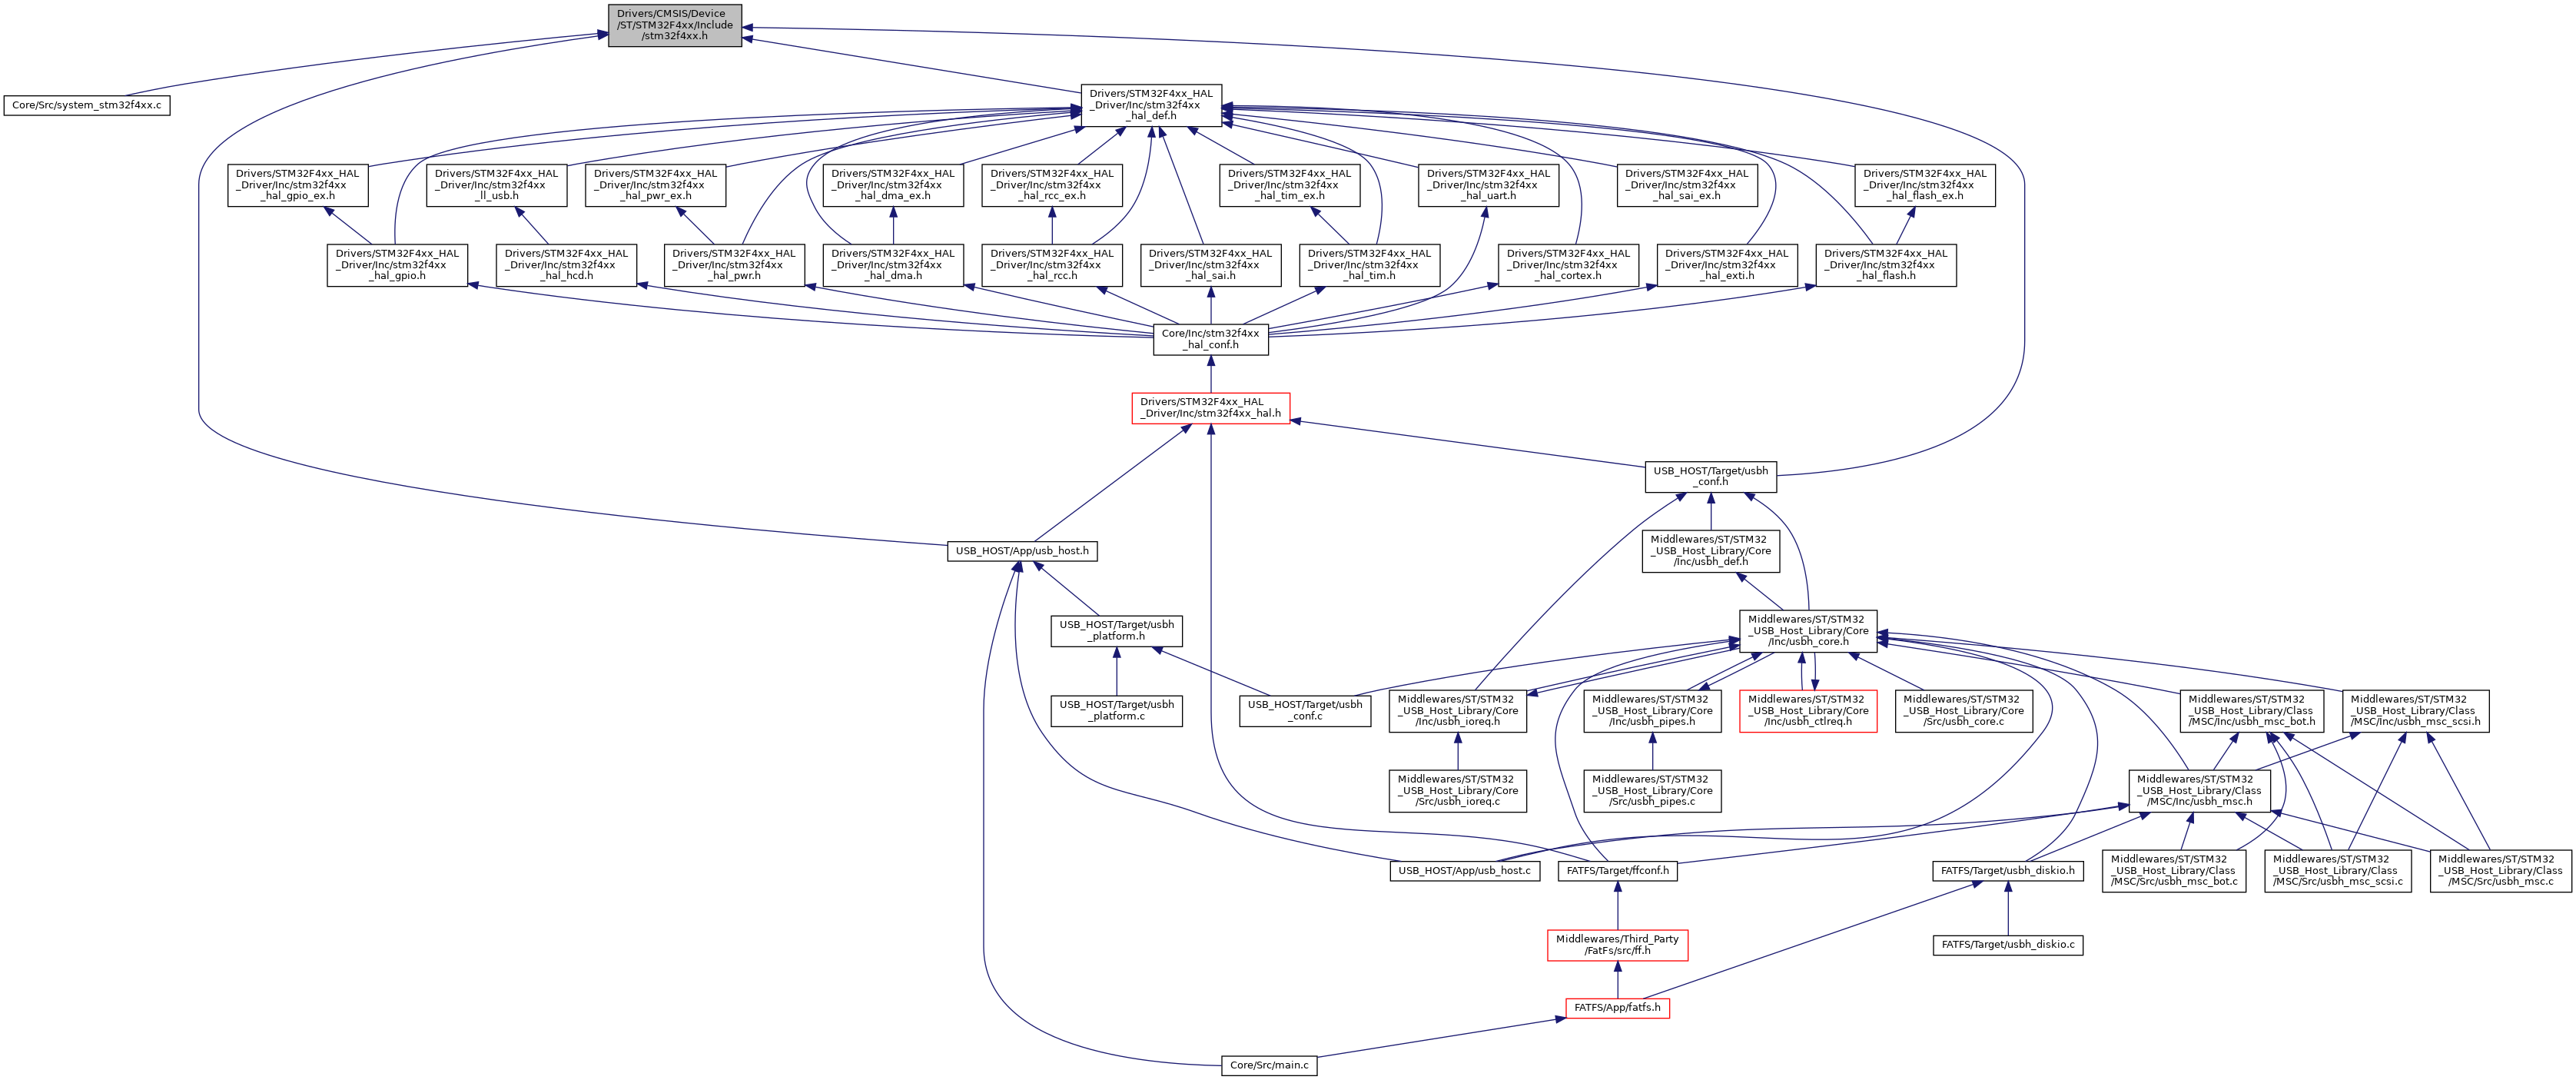 Drivers/CMSIS/Device
/ST/STM32F4xx/Include
/stm32f4xx.h
Core/Src/system_stm32f4xx.c
Drivers/STM32F4xx_HAL
_Driver/Inc/stm32f4xx
_hal_def.h
Drivers/STM32F4xx_HAL
_Driver/Inc/stm32f4xx
_hal_gpio_ex.h
Drivers/STM32F4xx_HAL
_Driver/Inc/stm32f4xx
_ll_usb.h
Drivers/STM32F4xx_HAL
_Driver/Inc/stm32f4xx
_hal_pwr_ex.h
Drivers/STM32F4xx_HAL
_Driver/Inc/stm32f4xx
_hal_dma_ex.h
Drivers/STM32F4xx_HAL
_Driver/Inc/stm32f4xx
_hal_rcc_ex.h
Drivers/STM32F4xx_HAL
_Driver/Inc/stm32f4xx
_hal_tim_ex.h
Drivers/STM32F4xx_HAL
_Driver/Inc/stm32f4xx
_hal_uart.h
Drivers/STM32F4xx_HAL
_Driver/Inc/stm32f4xx
_hal_sai_ex.h
Drivers/STM32F4xx_HAL
_Driver/Inc/stm32f4xx
_hal_flash_ex.h
Drivers/STM32F4xx_HAL
_Driver/Inc/stm32f4xx
_hal_gpio.h
Drivers/STM32F4xx_HAL
_Driver/Inc/stm32f4xx
_hal_hcd.h
Drivers/STM32F4xx_HAL
_Driver/Inc/stm32f4xx
_hal_pwr.h
Drivers/STM32F4xx_HAL
_Driver/Inc/stm32f4xx
_hal_dma.h
Drivers/STM32F4xx_HAL
_Driver/Inc/stm32f4xx
_hal_rcc.h
Drivers/STM32F4xx_HAL
_Driver/Inc/stm32f4xx
_hal_sai.h
Drivers/STM32F4xx_HAL
_Driver/Inc/stm32f4xx
_hal_tim.h
Drivers/STM32F4xx_HAL
_Driver/Inc/stm32f4xx
_hal_cortex.h
Drivers/STM32F4xx_HAL
_Driver/Inc/stm32f4xx
_hal_exti.h
Drivers/STM32F4xx_HAL
_Driver/Inc/stm32f4xx
_hal_flash.h
Core/Inc/stm32f4xx
_hal_conf.h
Drivers/STM32F4xx_HAL
_Driver/Inc/stm32f4xx_hal.h
USB_HOST/Target/usbh
_conf.h
USB_HOST/App/usb_host.h
Middlewares/ST/STM32
_USB_Host_Library/Core
/Inc/usbh_def.h
USB_HOST/Target/usbh
_platform.h
Middlewares/ST/STM32
_USB_Host_Library/Core
/Inc/usbh_core.h
USB_HOST/Target/usbh
_platform.c
USB_HOST/Target/usbh
_conf.c
Middlewares/ST/STM32
_USB_Host_Library/Core
/Inc/usbh_ioreq.h
Middlewares/ST/STM32
_USB_Host_Library/Core
/Inc/usbh_pipes.h
Middlewares/ST/STM32
_USB_Host_Library/Core
/Inc/usbh_ctlreq.h
Middlewares/ST/STM32
_USB_Host_Library/Core
/Src/usbh_core.c
Middlewares/ST/STM32
_USB_Host_Library/Class
/MSC/Inc/usbh_msc_bot.h
Middlewares/ST/STM32
_USB_Host_Library/Class
/MSC/Inc/usbh_msc_scsi.h
Middlewares/ST/STM32
_USB_Host_Library/Core
/Src/usbh_ioreq.c
Middlewares/ST/STM32
_USB_Host_Library/Core
/Src/usbh_pipes.c
Middlewares/ST/STM32
_USB_Host_Library/Class
/MSC/Inc/usbh_msc.h
USB_HOST/App/usb_host.c
FATFS/Target/ffconf.h
FATFS/Target/usbh_diskio.h
Middlewares/ST/STM32
_USB_Host_Library/Class
/MSC/Src/usbh_msc_bot.c
Middlewares/ST/STM32
_USB_Host_Library/Class
/MSC/Src/usbh_msc_scsi.c
Middlewares/ST/STM32
_USB_Host_Library/Class
/MSC/Src/usbh_msc.c
Middlewares/Third_Party
/FatFs/src/ff.h
FATFS/Target/usbh_diskio.c
FATFS/App/fatfs.h
Core/Src/main.c